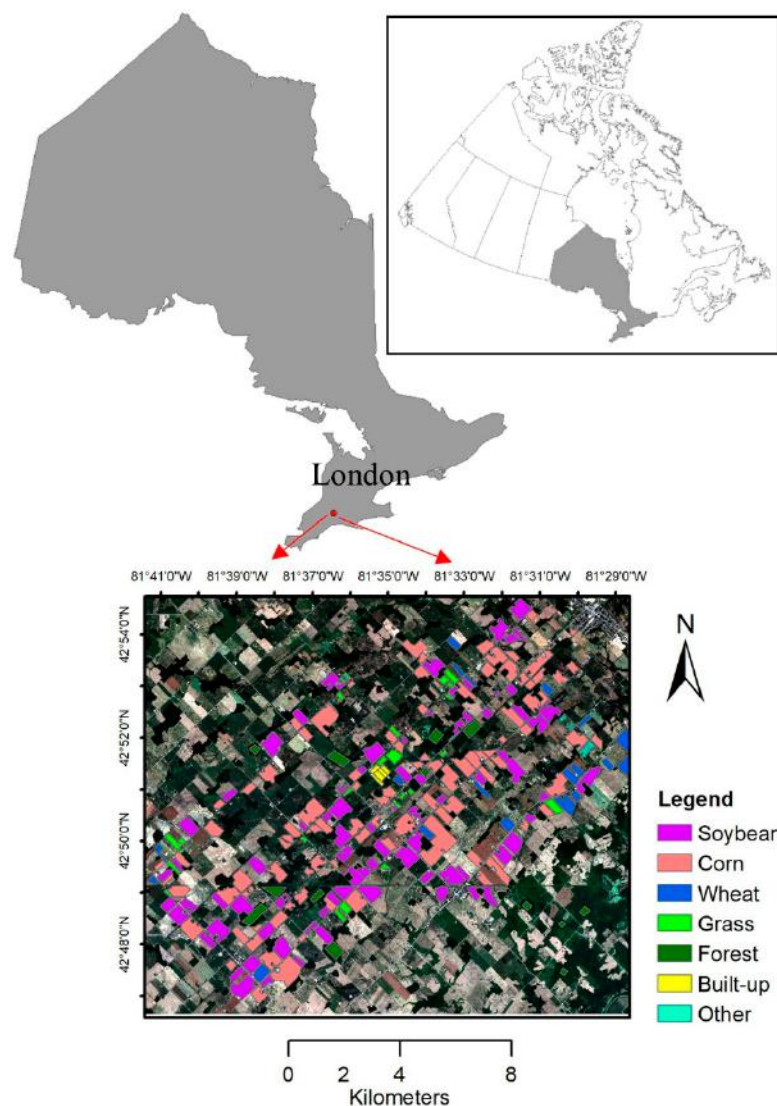 London
81°41'0"W 81°39'0"W 81°37'0"W 81°35'0"W 81°33'0"W 81°31'0"W 81°29'0"W
42°54'0"N
42°52'0"N
42°50'0"N
42°48'0"N
N
Legend
Soybean
Corn
Wheat
Grass
Forest
Built-up
Other
0 2 4 8
Kilometers